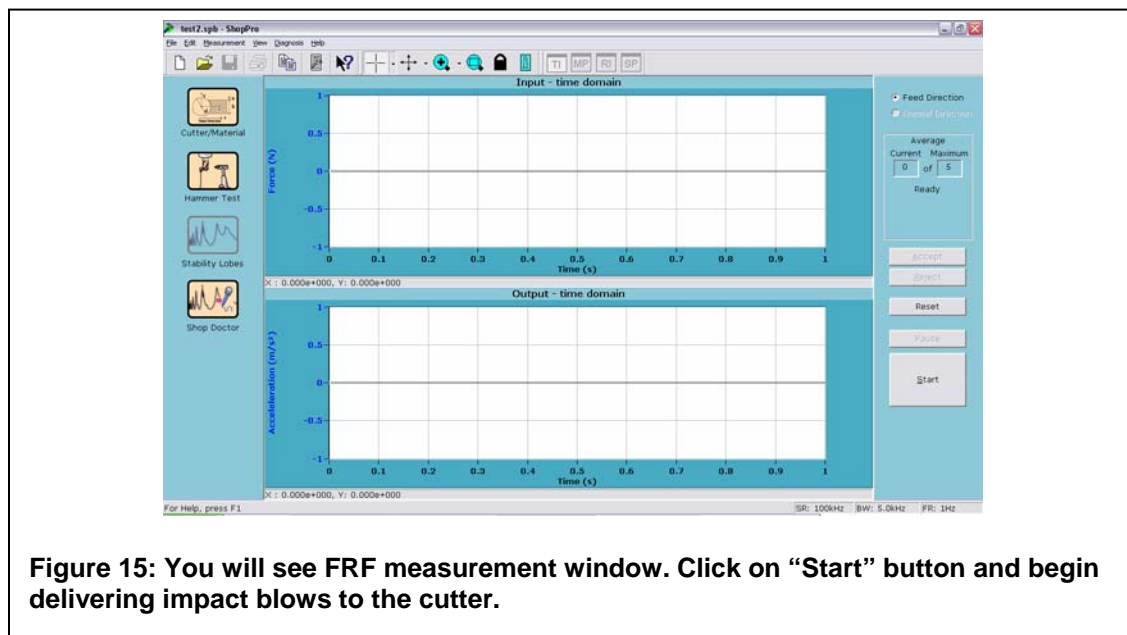 test2.spb - ShopPro
File Edit Measurement View Diagnosis Help
TI MP RI SP
Cutter/Material
Hammer Test
Stability Lobes
Shop Doctor
Input - time domain
Force (N)
1
0.5
0
-0.5
-1
0 0.1 0.2 0.3 0.4 0.5 0.6 0.7 0.8 0.9 1
Time (s)
X : 0.000e+000, Y: 0.000e+000
Output - time domain
Acceleleration (m/s²)
1
0.5
0
-0.5
-1
0 0.1 0.2 0.3 0.4 0.5 0.6 0.7 0.8 0.9 1
Time (s)
X : 0.000e+000, Y: 0.000e+000
Feed Direction
Normal Direction
Average
Current Maximum
0 of 5
Ready
Accept
Reject
Reset
Pause
Start
For Help, press F1
SR: 100kHz BW: 5.0kHz FR: 1Hz
Figure 15: You will see FRF measurement window. Click on “Start” button and begin
delivering impact blows to the cutter.